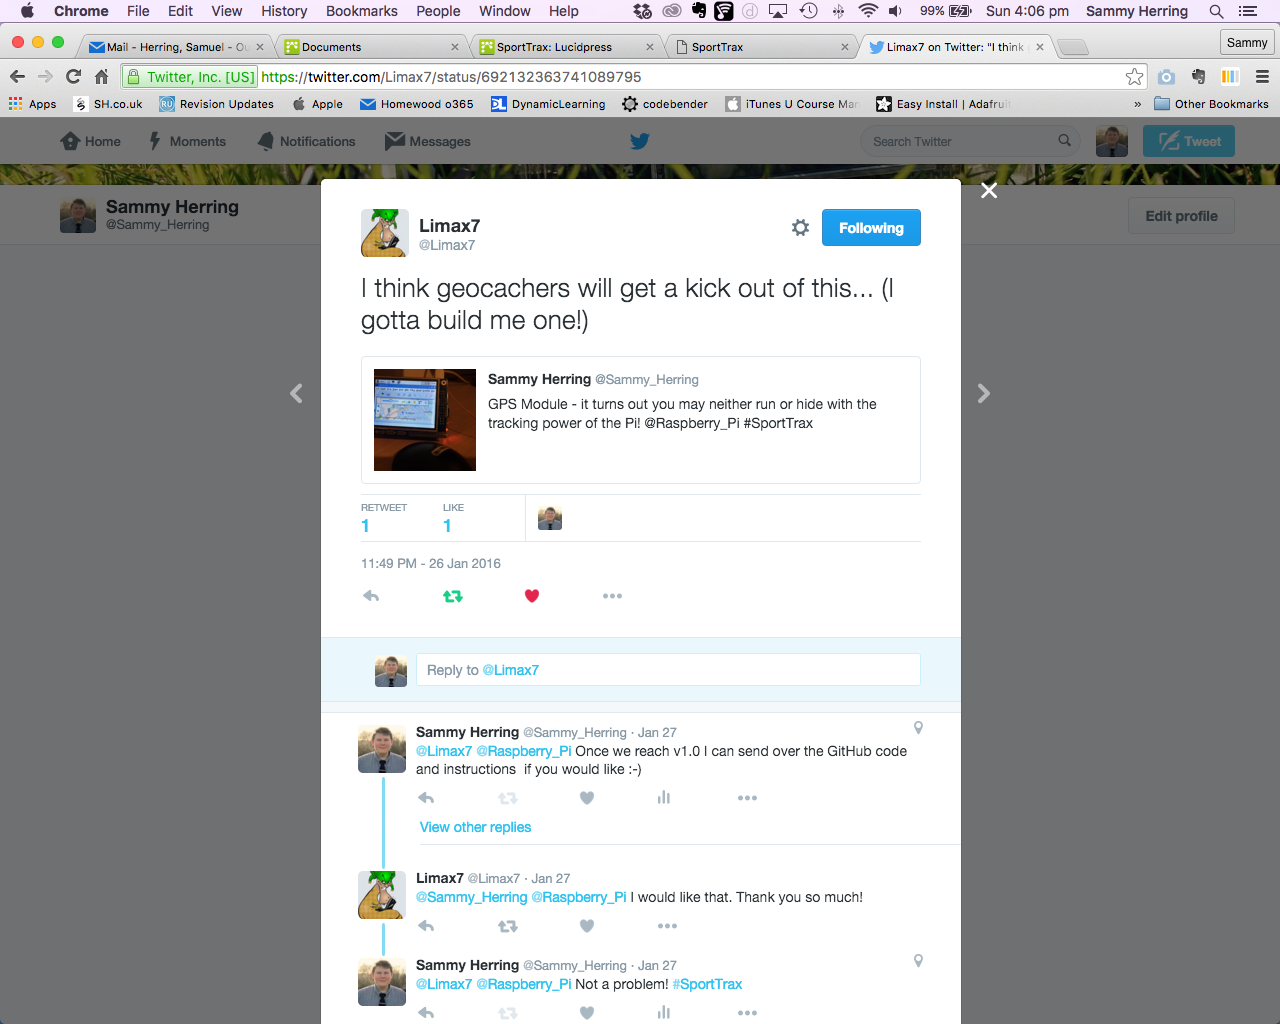 Chrome File Edit View History Bookmarks People Window Help 99% Sun 4:06 pm Sammy Herring
Mail - Herring, Samuel - Ou Documents SportTrax: Lucidpress SportTrax Limax7 on Twitter: "I think Sammy
Twitter, Inc. [US] https://twitter.com/Limax7/status/692132363741089795
Apps SH.co.uk Revision Updates Apple Homewood o365 DynamicLearning codebender iTunes U Course Man Easy Install | Adafruit » Other Bookmarks
Home Moments Notifications Messages Search Twitter Tweet
Sammy Herring
@Sammy_Herring
Edit profile
Limax7
@Limax7
Following
I think geocachers will get a kick out of this... (I
gotta build me one!)
Sammy Herring @Sammy_Herring
GPS Module - it turns out you may neither run or hide with the
tracking power of the Pi! @Raspberry_Pi #SportTrax
RETWEET LIKE
1 1
11:49 PM - 26 Jan 2016
Reply to @Limax7
Sammy Herring @Sammy_Herring · Jan 27
@Limax7 @Raspberry_Pi Once we reach v1.0 I can send over the GitHub code
and instructions if you would like :-)
View other replies
Limax7 @Limax7 · Jan 27
@Sammy_Herring @Raspberry_Pi I would like that. Thank you so much!
Sammy Herring @Sammy_Herring · Jan 27
@Limax7 @Raspberry_Pi Not a problem! #SportTrax